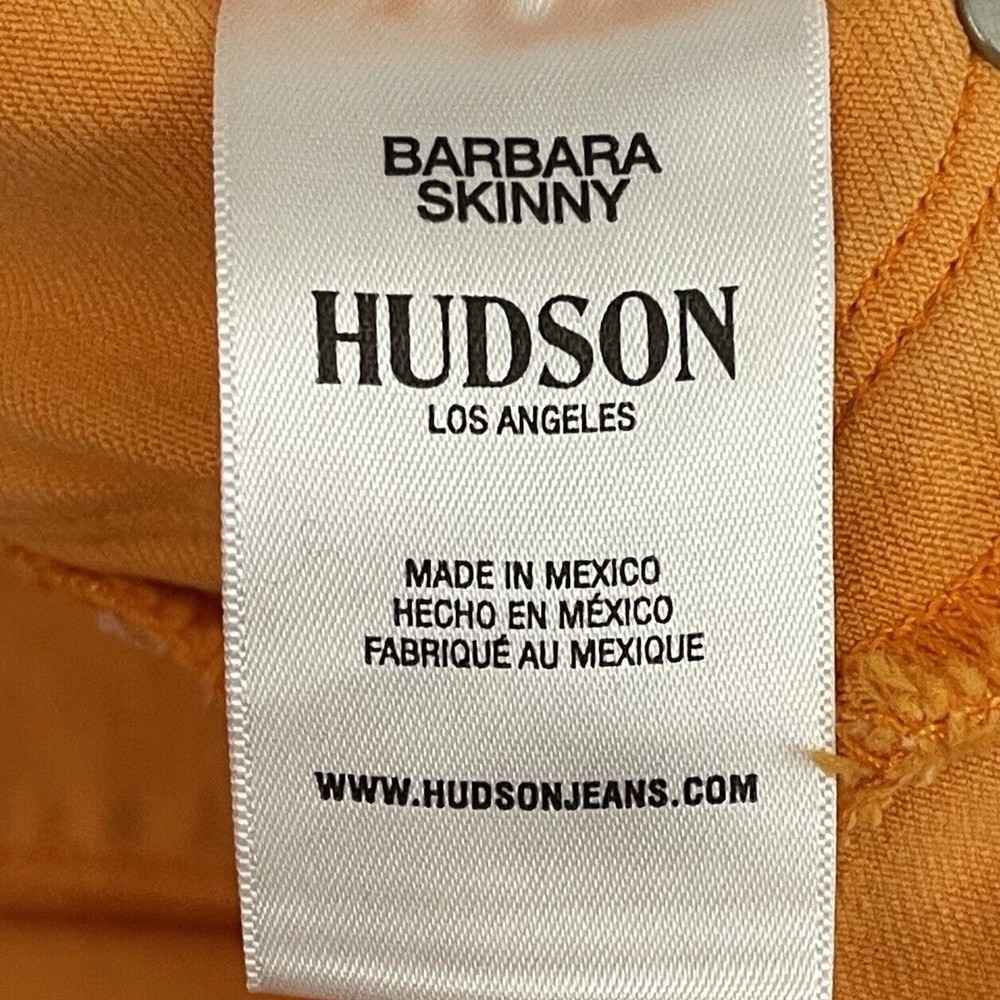 BARBARA
SKINNY
HUDSON
LOS ANGELES
MADE IN MEXICO
HECHO EN MÉXICO
FABRIQUÉ AU MEXIQUE
WWW.HUDSONJEANS.COM